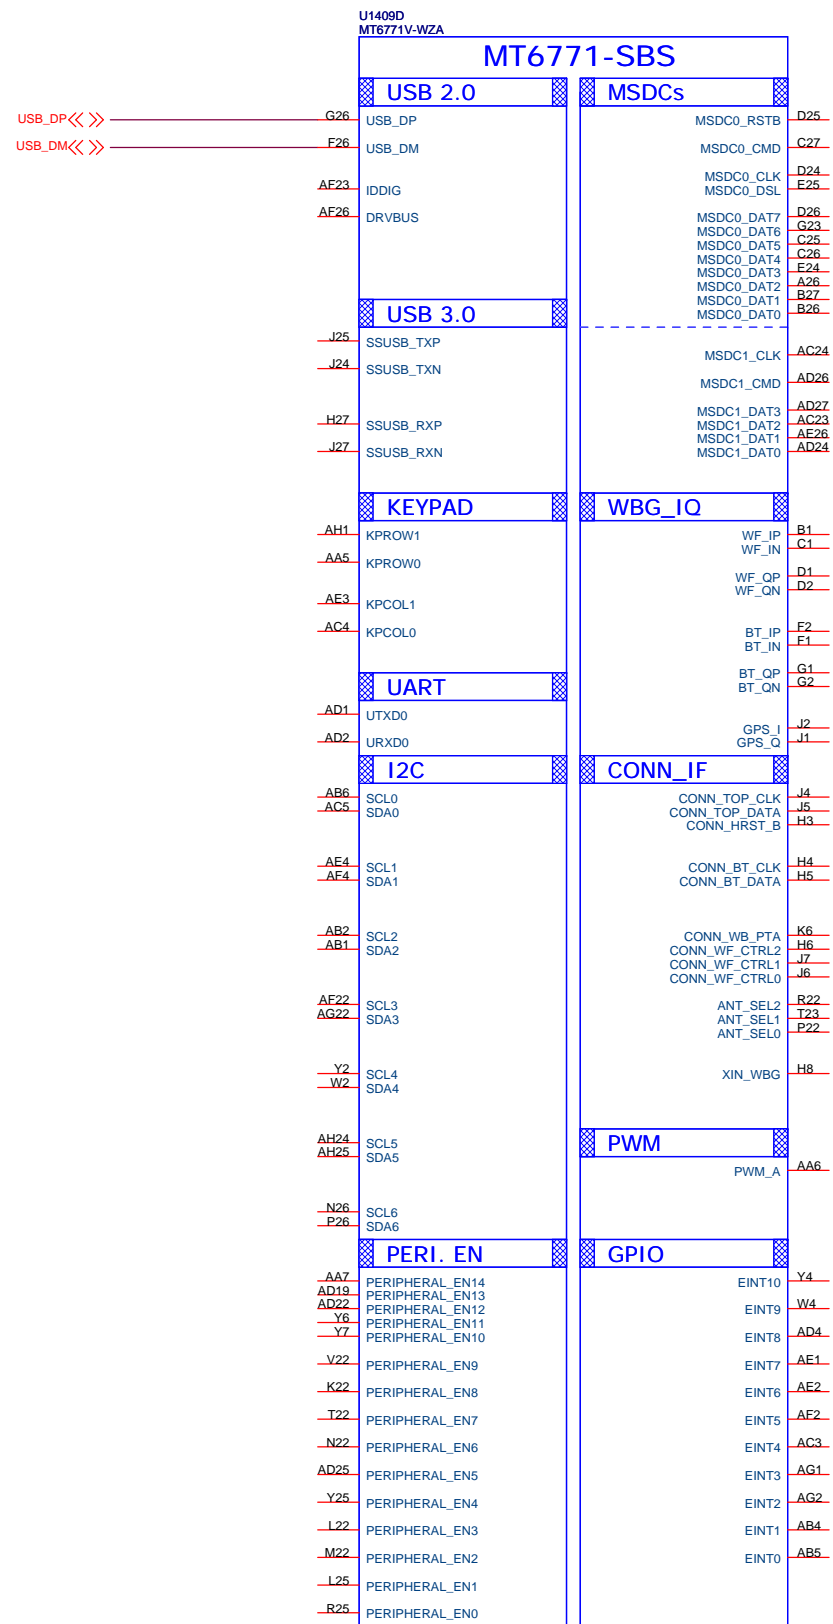 U1409D
MT6771V-WZA
MT6771-SBS
USB 2.0
USB_DP G26 USB_DP
USB_DM F26 USB_DM
AF23 IDDIG
AF26 DRVBUS
USB 3.0
J25 SSUSB_TXP
J24 SSUSB_TXN
H27 SSUSB_RXP
J27 SSUSB_RXN
KEYPAD
AH1 KPROW1
AA5 KPROW0
AE3 KPCOL1
AC4 KPCOL0
UART
AD1 UTXD0
AD2 URXD0
I2C
AB6 SCL0
AC5 SDA0
AE4 SCL1
AF4 SDA1
AB2 SCL2
AB1 SDA2
AF22 SCL3
AG22 SDA3
Y2 SCL4
W2 SDA4
AH24 SCL5
AH25 SDA5
N26 SCL6
P26 SDA6
PERI. EN
AA7 PERIPHERAL_EN14
AD19 PERIPHERAL_EN13
AD22 PERIPHERAL_EN12
Y6 PERIPHERAL_EN11
Y7 PERIPHERAL_EN10
V22 PERIPHERAL_EN9
K22 PERIPHERAL_EN8
T22 PERIPHERAL_EN7
N22 PERIPHERAL_EN6
AD25 PERIPHERAL_EN5
Y25 PERIPHERAL_EN4
L22 PERIPHERAL_EN3
M22 PERIPHERAL_EN2
L25 PERIPHERAL_EN1
R25 PERIPHERAL_EN0
MSDCs
MSDC0_RSTB D25
MSDC0_CMD C27
MSDC0_CLK D24
MSDC0_DSL E25
MSDC0_DAT7 D26
MSDC0_DAT6 G23
MSDC0_DAT5 C25
MSDC0_DAT4 C26
MSDC0_DAT3 E24
MSDC0_DAT2 A26
MSDC0_DAT1 B27
MSDC0_DAT0 B26
MSDC1_CLK AC24
MSDC1_CMD AD26
MSDC1_DAT3 AD27
MSDC1_DAT2 AC23
MSDC1_DAT1 AE26
MSDC1_DAT0 AD24
WBG_IQ
WF_IP B1
WF_IN C1
WF_QP D1
WF_QN D2
BT_IP F2
BT_IN F1
BT_QP G1
BT_QN G2
GPS_I J2
GPS_Q J1
CONN_IF
CONN_TOP_CLK J4
CONN_TOP_DATA J5
CONN_HRST_B H3
CONN_BT_CLK H4
CONN_BT_DATA H5
CONN_WB_PTA K6
CONN_WF_CTRL2 H6
CONN_WF_CTRL1 J7
CONN_WF_CTRL0 J6
ANT_SEL2 R22
ANT_SEL1 T23
ANT_SEL0 P22
XIN_WBG H8
PWM
PWM_A AA6
GPIO
EINT10 Y4
EINT9 W4
EINT8 AD4
EINT7 AE1
EINT6 AE2
EINT5 AF2
EINT4 AC3
EINT3 AG1
EINT2 AG2
EINT1 AB4
EINT0 AB5